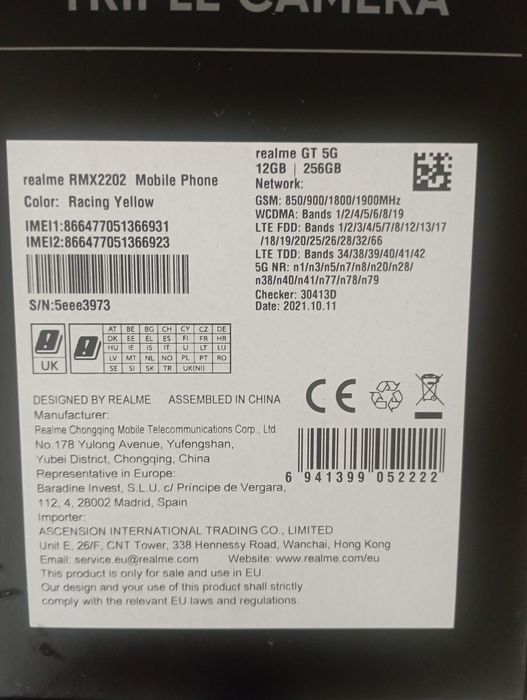 TRIPLE CAMERA
realme RMX2202 Mobile Phone
Color: Racing Yellow
IMEI1:866477051366931
IMEI2:866477051366923
S/N:5eee3973
realme GT 5G
12GB | 256GB
Network:
GSM: 850/900/1800/1900MHz
WCDMA: Bands 1/2/4/5/6/8/19
LTE FDD: Bands 1/2/3/4/5/7/8/12/13/17
/18/19/20/25/26/28/32/66
LTE TDD: Bands 34/38/39/40/41/42
5G NR: n1/n3/n5/n7/n8/n20/n28/
n38/n40/n41/n77/n78/n79
Checker: 30413D
Date: 2021.10.11
UK
AT BE BG CH CY CZ DE
DK EE EL ES FI FR HR
HU IE IS IT LI LT LU
LV MT NL NO PL PT RO
SE SI SK TR UK(NI)
DESIGNED BY REALME ASSEMBLED IN CHINA
Manufacturer:
Realme Chongqing Mobile Telecommunications Corp., Ltd.
No.178 Yulong Avenue, Yufengshan,
Yubei District, Chongqing, China
Representative in Europe:
Baradine Invest, S.L.U. c/ Príncipe de Vergara,
112, 4, 28002 Madrid, Spain
Importer:
ASCENSION INTERNATIONAL TRADING CO., LIMITED
Unit E, 26/F, CNT Tower, 338 Hennessy Road, Wanchai, Hong Kong
Email: service.eu@realme.com Website: www.realme.com/eu
This product is only for sale and use in EU.
Our design and your use of this product shall strictly
comply with the relevant EU laws and regulations.
CE
6 941399 052222